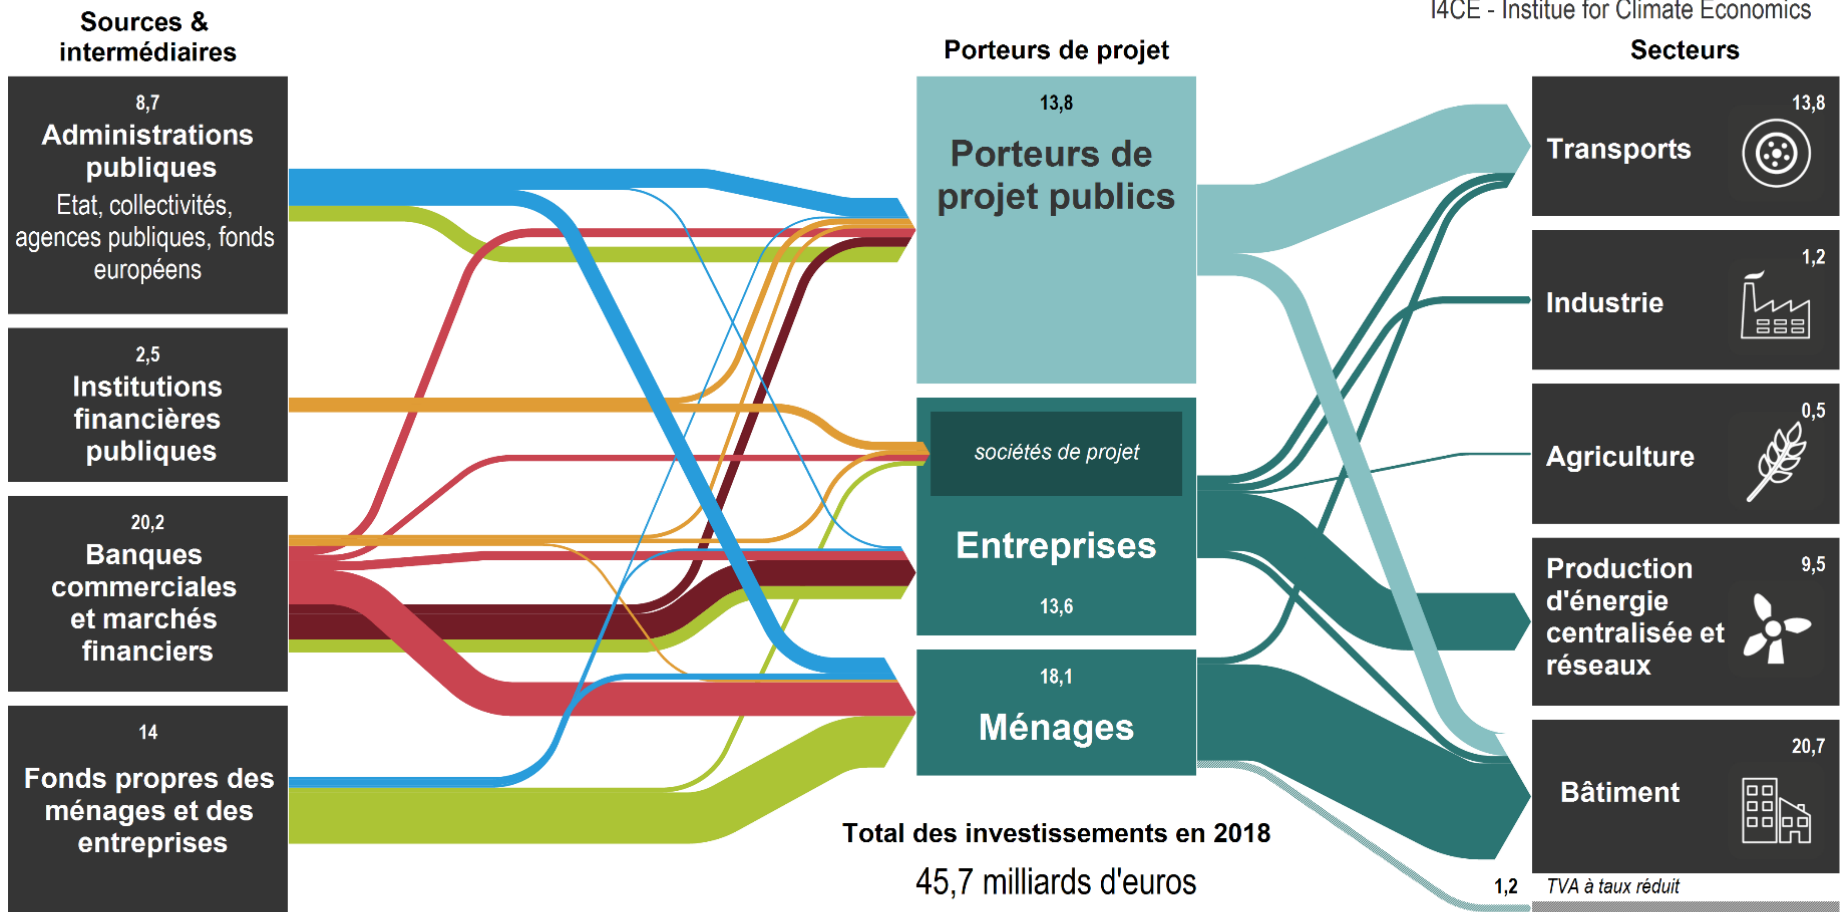 I4CE - Institue for Climate Economics
Sources &
intermédiaires
Porteurs de projet
Secteurs
8,7
Administrations
publiques
Etat, collectivités,
agences publiques, fonds
européens
2,5
Institutions
financières
publiques
20,2
Banques
commerciales
et marchés
financiers
14
Fonds propres des
ménages et des
entreprises
13,8
Porteurs de
projet publics
sociétés de projet
Entreprises
13,6
18,1
Ménages
Total des investissements en 2018
45,7 milliards d'euros
13,8
Transports
1,2
Industrie
0,5
Agriculture
9,5
Production
d'énergie
centralisée et
réseaux
20,7
Bâtiment
1,2 TVA à taux réduit